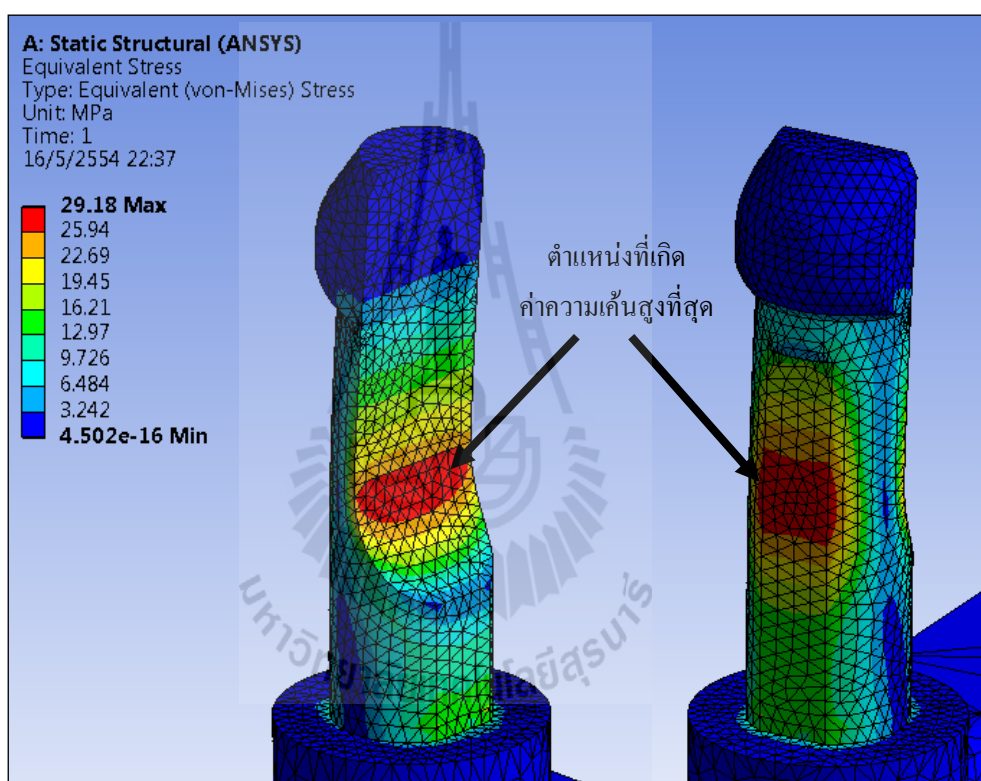 A: Static Structural (ANSYS)
Equivalent Stress
Type: Equivalent (von-Mises) Stress
Unit: MPa
Time: 1
16/5/2554 22:37
29.18 Max
25.94
22.69
19.45
16.21
12.97
9.726
6.484
3.242
4.502e-16 Min
ตำแหน่งที่เกิด
ค่าความเค้นสูงที่สุด